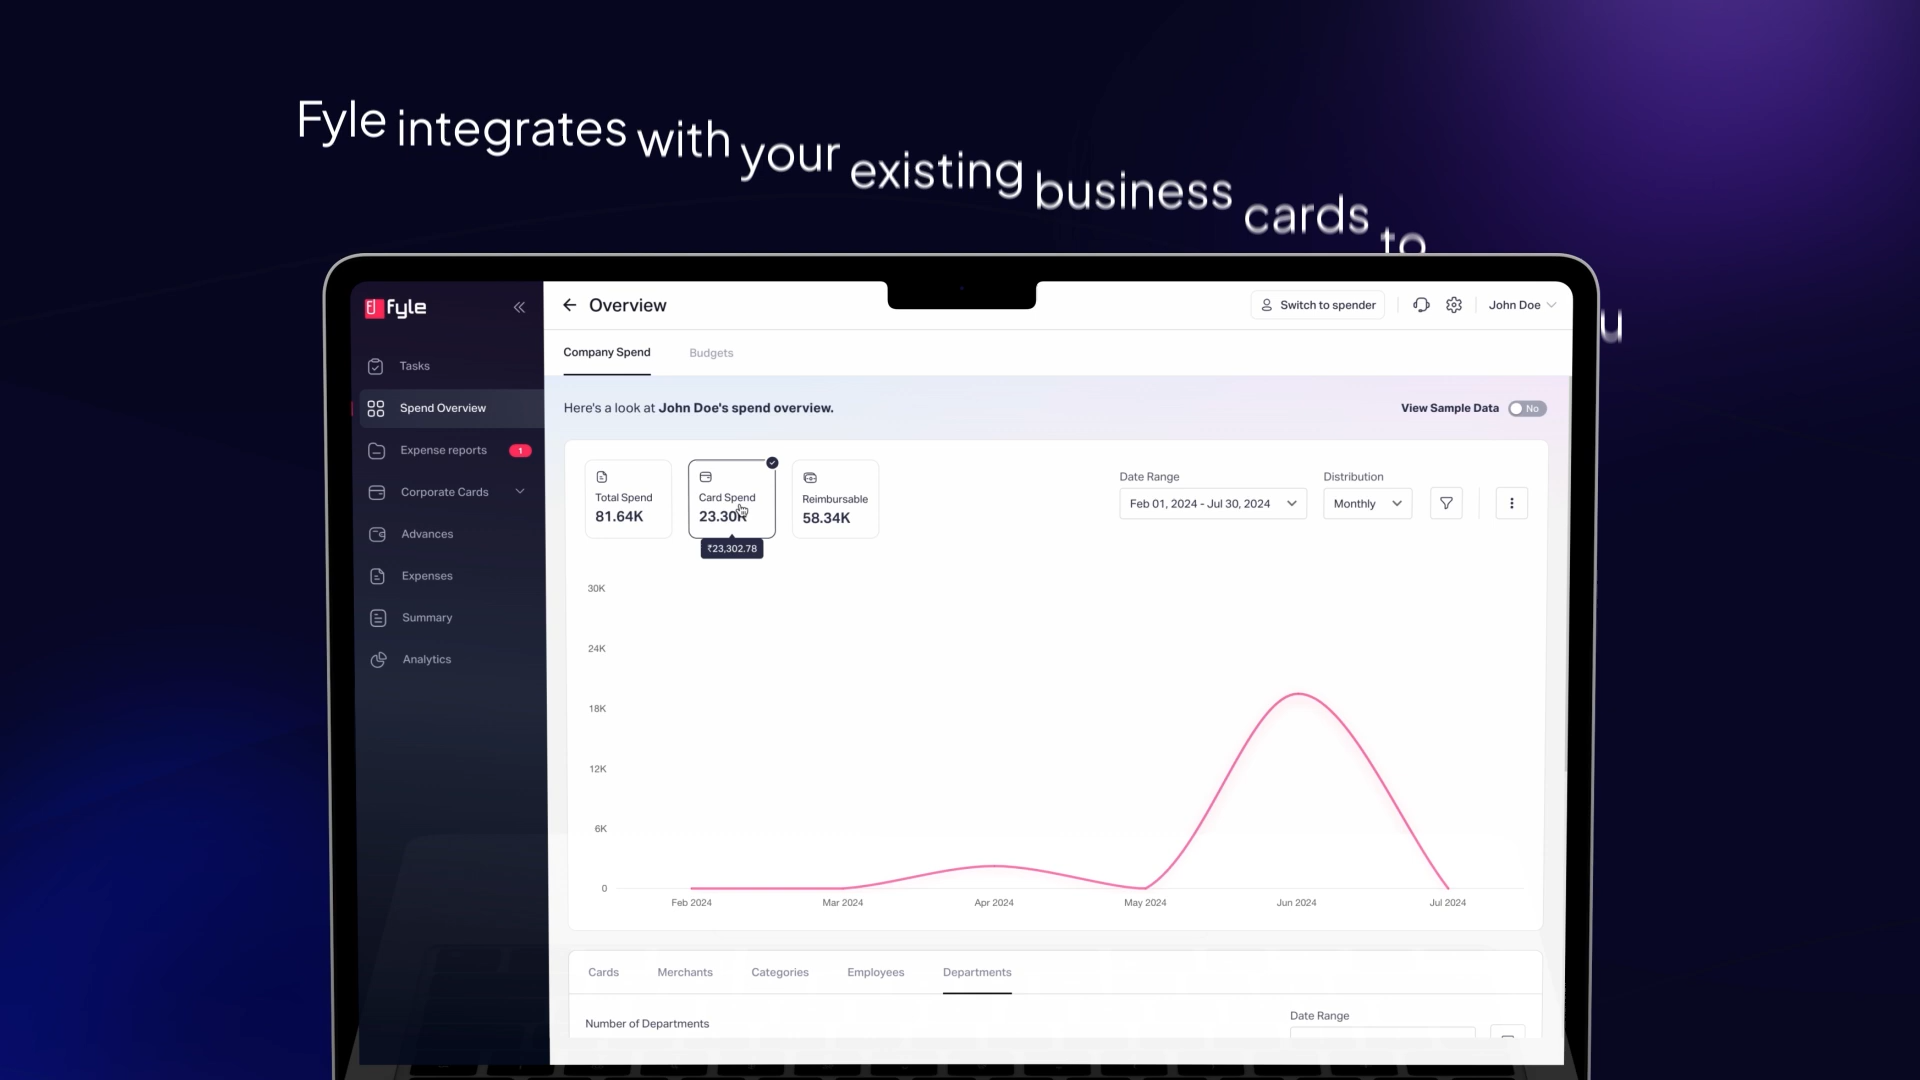 Fyle integrates with your existing business cards to
u
fyle
Overview
Switch to spender
John Doe
Company Spend
Budgets
Tasks
Spend Overview
Expense reports
1
Corporate Cards
Advances
Expenses
Summary
Analytics
Here's a look at John Doe's spend overview.
View Sample Data
No
Total Spend
81.64K
Card Spend
23.30K
Reimbursable
58.34K
₹23,302.78
Date Range
Feb 01, 2024 - Jul 30, 2024
Distribution
Monthly
30K
24K
18K
12K
6K
0
Feb 2024
Mar 2024
Apr 2024
May 2024
Jun 2024
Jul 2024
Cards
Merchants
Categories
Employees
Departments
Number of Departments
Date Range